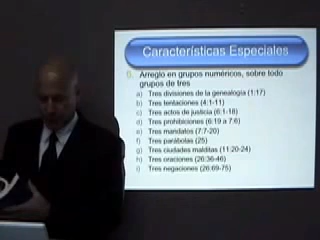 Características Especiales
6. Arreglo en grupos numéricos, sobre todo
grupos de tres
a) Tres divisiones de la genealogía (1:17)
b) Tres tentaciones (4:1-11)
c) Tres actos de justicia (6:1-18)
d) Tres prohibiciones (6:19 a 7:6)
e) Tres mandatos (7:7-20)
f) Tres parábolas (25)
g) Tres ciudades malditas (11:20-24)
h) Tres oraciones (26:36-46)
i) Tres negaciones (26:69-75)